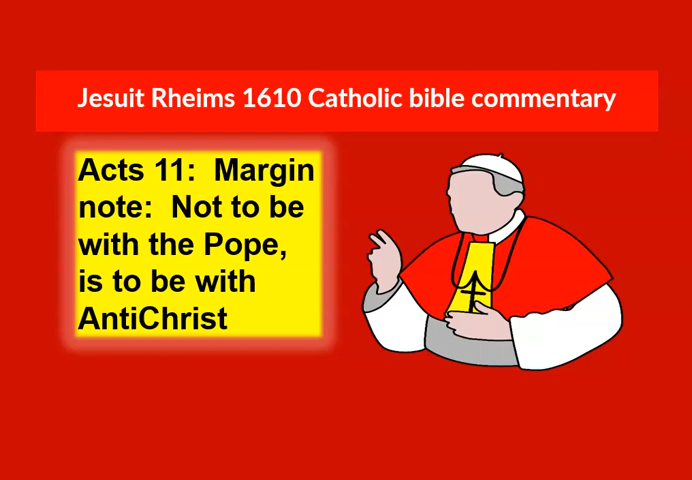 Jesuit Rheims 1610 Catholic bible commentary
Acts 11:  Margin
note:  Not to be
with the Pope,
is to be with
AntiChrist